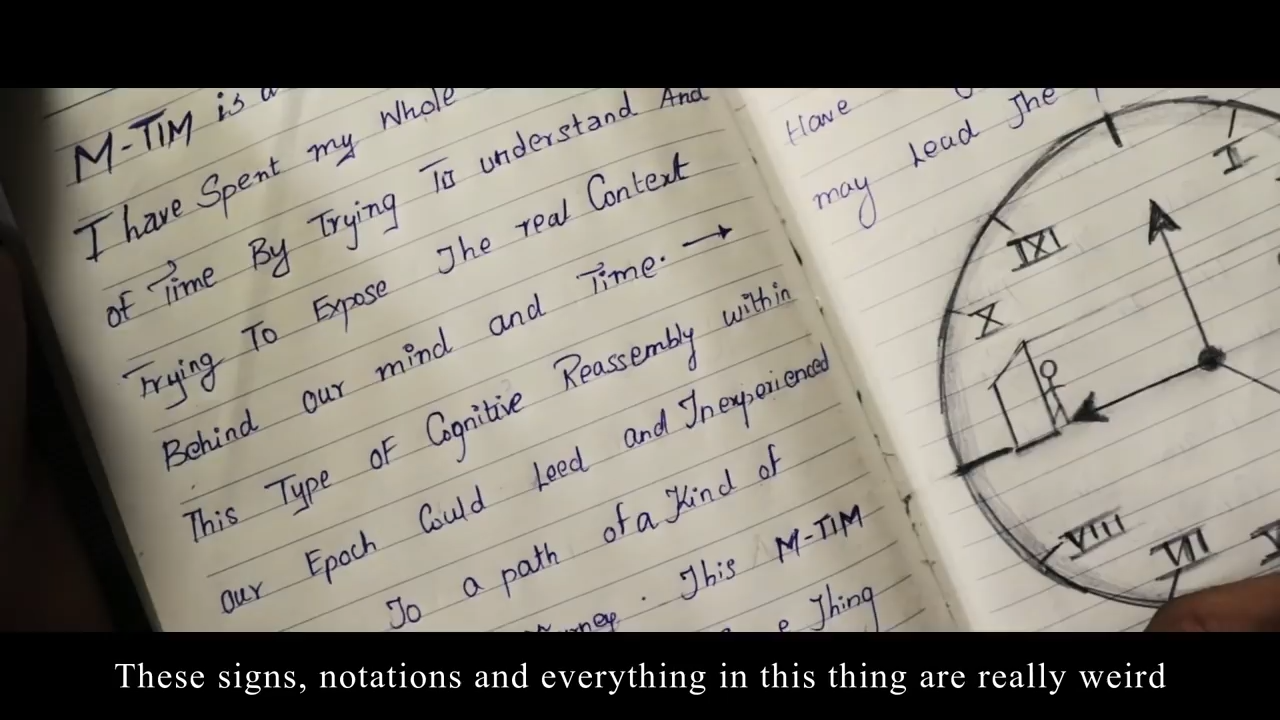 M-TIM is a
I have Spent my Whole
of Time By Trying To understand And
Trying To Expose The real Context
Behind our mind and Time. →
This Type of Cognitive Reassembly within
our Epoch Could Leed and Inexperienced
To a path of a Kind of
This M-TIM
Thing
Have
may Lead The
I
IXI
X
VIII
VII
These signs, notations and everything in this thing are really weird